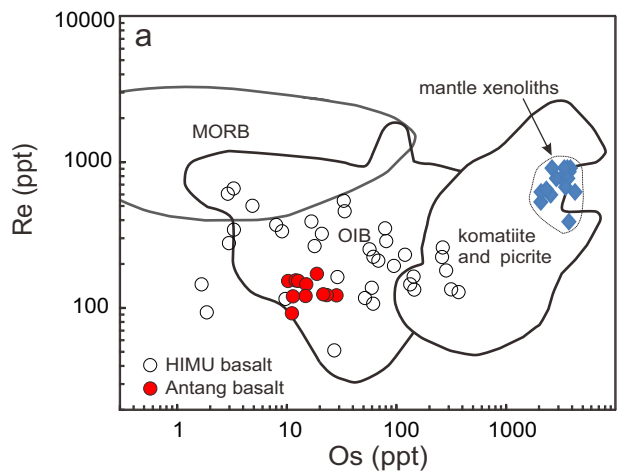 10000
a
mantle xenoliths
MORB
1000
Re (ppt)
OIB
komatiite
and picrite
100
HIMU basalt
Antang basalt
1
10
100
1000
Os (ppt)